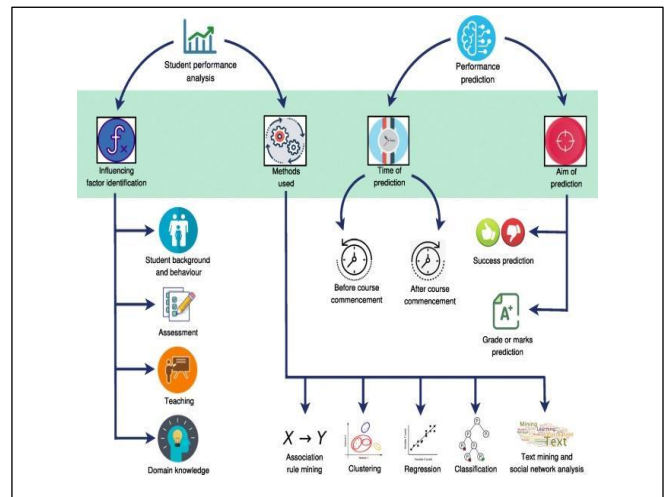 Student performance
analysis
Performance
prediction
Influencing
factor identification
Methods
used
Time of
prediction
Aim of
prediction
Student background
and behaviour
Assessment
Teaching
Domain knowledge
Before course
commencement
After course
commencement
Success prediction
A+
Grade or marks
prediction
X → Y
Association
rule mining
Clustering
Regression
Classification
Mining
Learning
Text
Text mining and
social network analysis